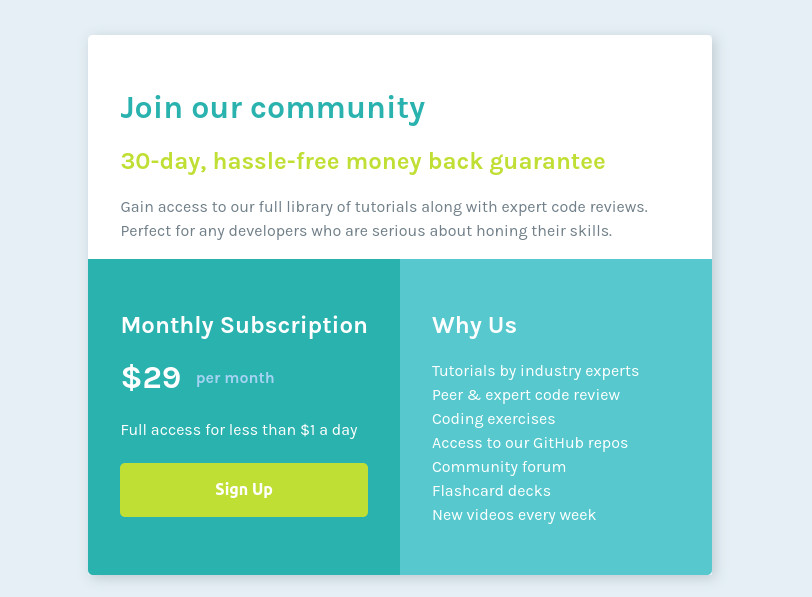 Join our community
30-day, hassle-free money back guarantee
Gain access to our full library of tutorials along with expert code reviews.
Perfect for any developers who are serious about honing their skills.
Monthly Subscription
$29 per month
Full access for less than $1 a day
Sign Up
Why Us
Tutorials by industry experts
Peer & expert code review
Coding exercises
Access to our GitHub repos
Community forum
Flashcard decks
New videos every week